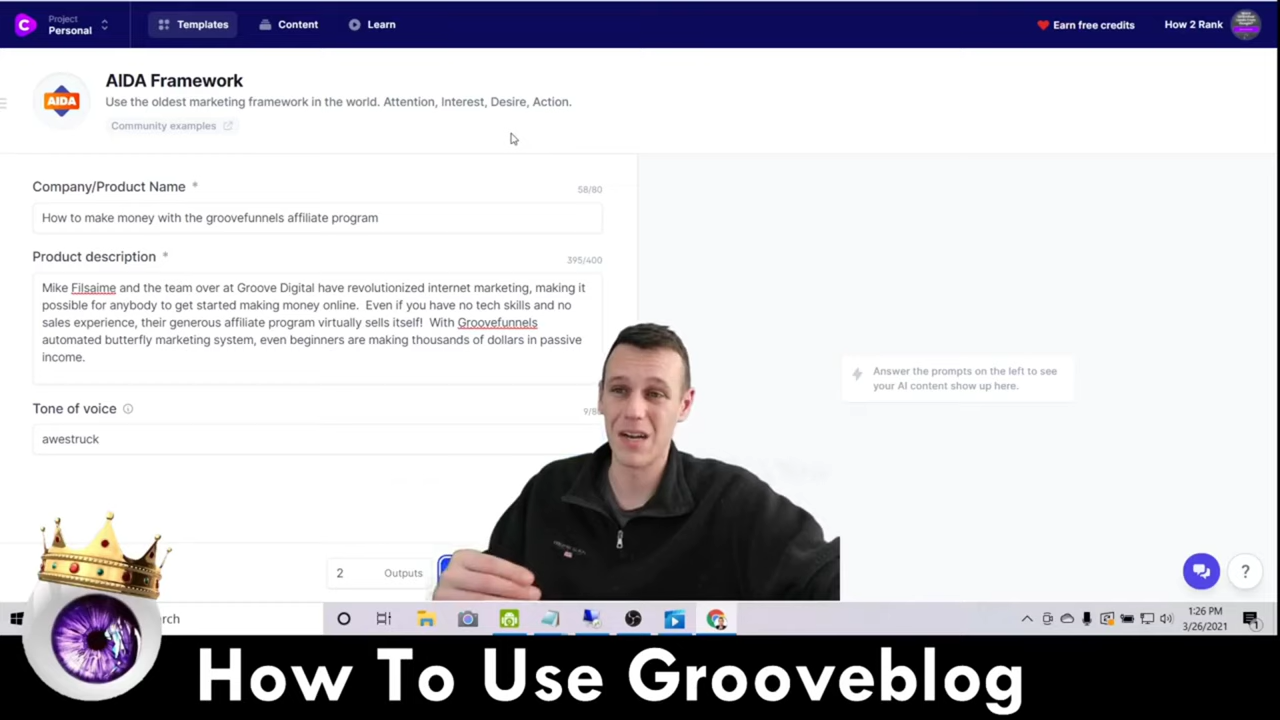 Project
Personal
Templates
Content
Learn
Earn free credits
How 2 Rank
AIDA
AIDA Framework
Use the oldest marketing framework in the world. Attention, Interest, Desire, Action.
Community examples
Company/Product Name *
58/80
How to make money with the groovefunnels affiliate program
Product description *
395/400
Mike Filsaime and the team over at Groove Digital have revolutionized internet marketing, making it
possible for anybody to get started making money online. Even if you have no tech skills and no
sales experience, their generous affiliate program virtually sells itself! With Groovefunnels
automated butterfly marketing system, even beginners are making thousands of dollars in passive
income.
Answer the prompts on the left to see
your AI content show up here.
Tone of voice
awestruck
2 Outputs
?
1:26 PM
3/26/2021
How To Use Grooveblog